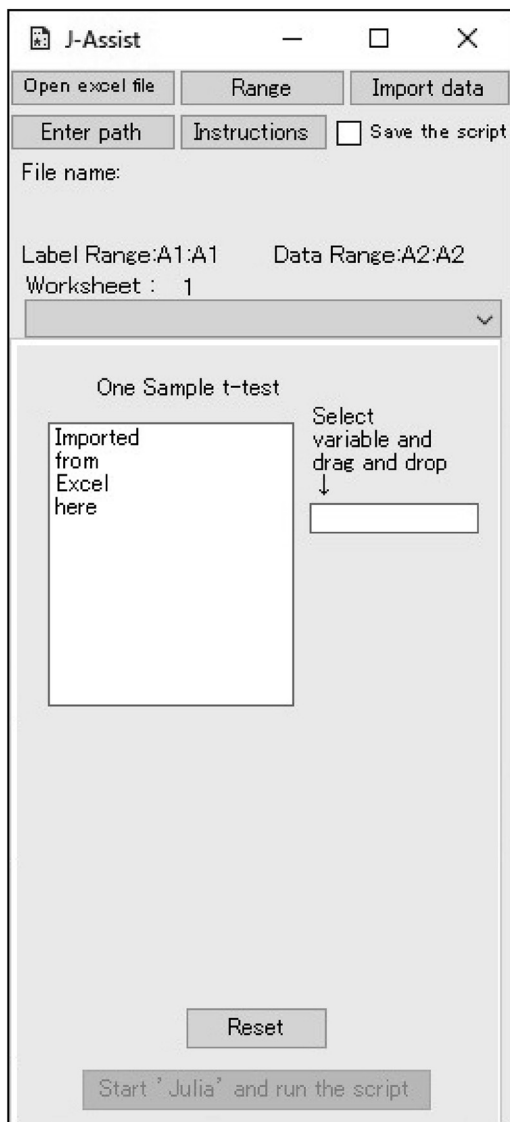 J-Assist
Open excel file Range Import data
Enter path Instructions Save the script
File name:
Label Range:A1:A1 Data Range:A2:A2
Worksheet : 1
One Sample t-test
Select
variable and
drag and drop
↓
Imported
from
Excel
here
Reset
Start 'Julia' and run the script